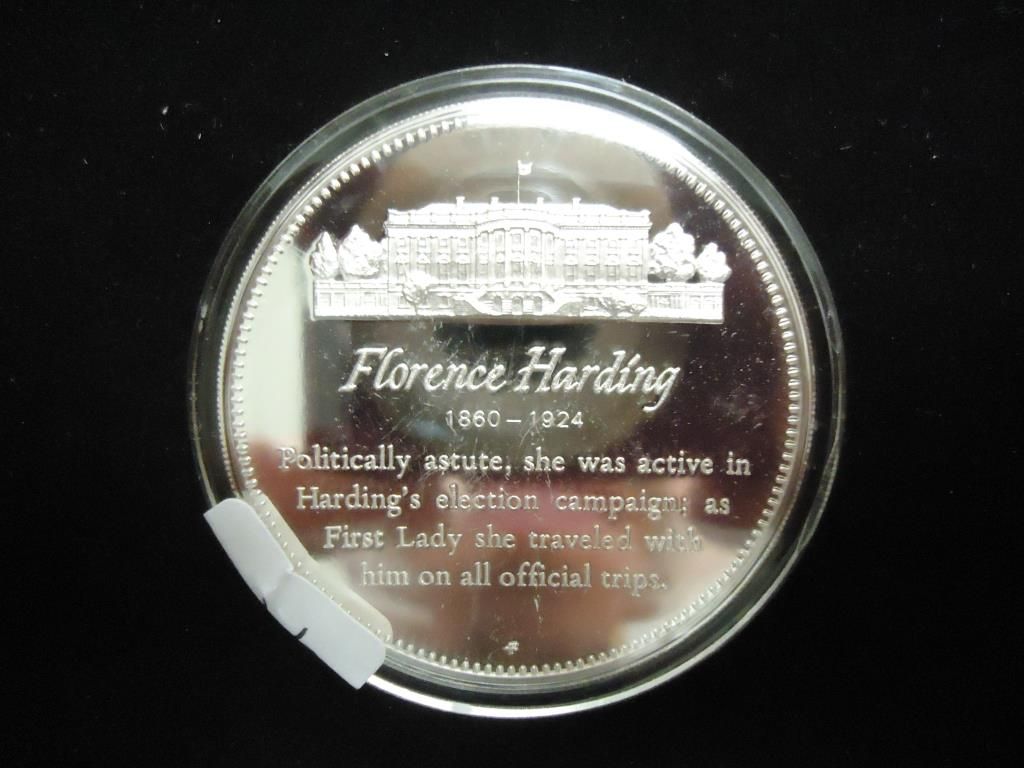 Florence Harding
1860 – 1924
Politically astute, she was active in
Harding's election campaign; as
First Lady she traveled with
him on all official trips.